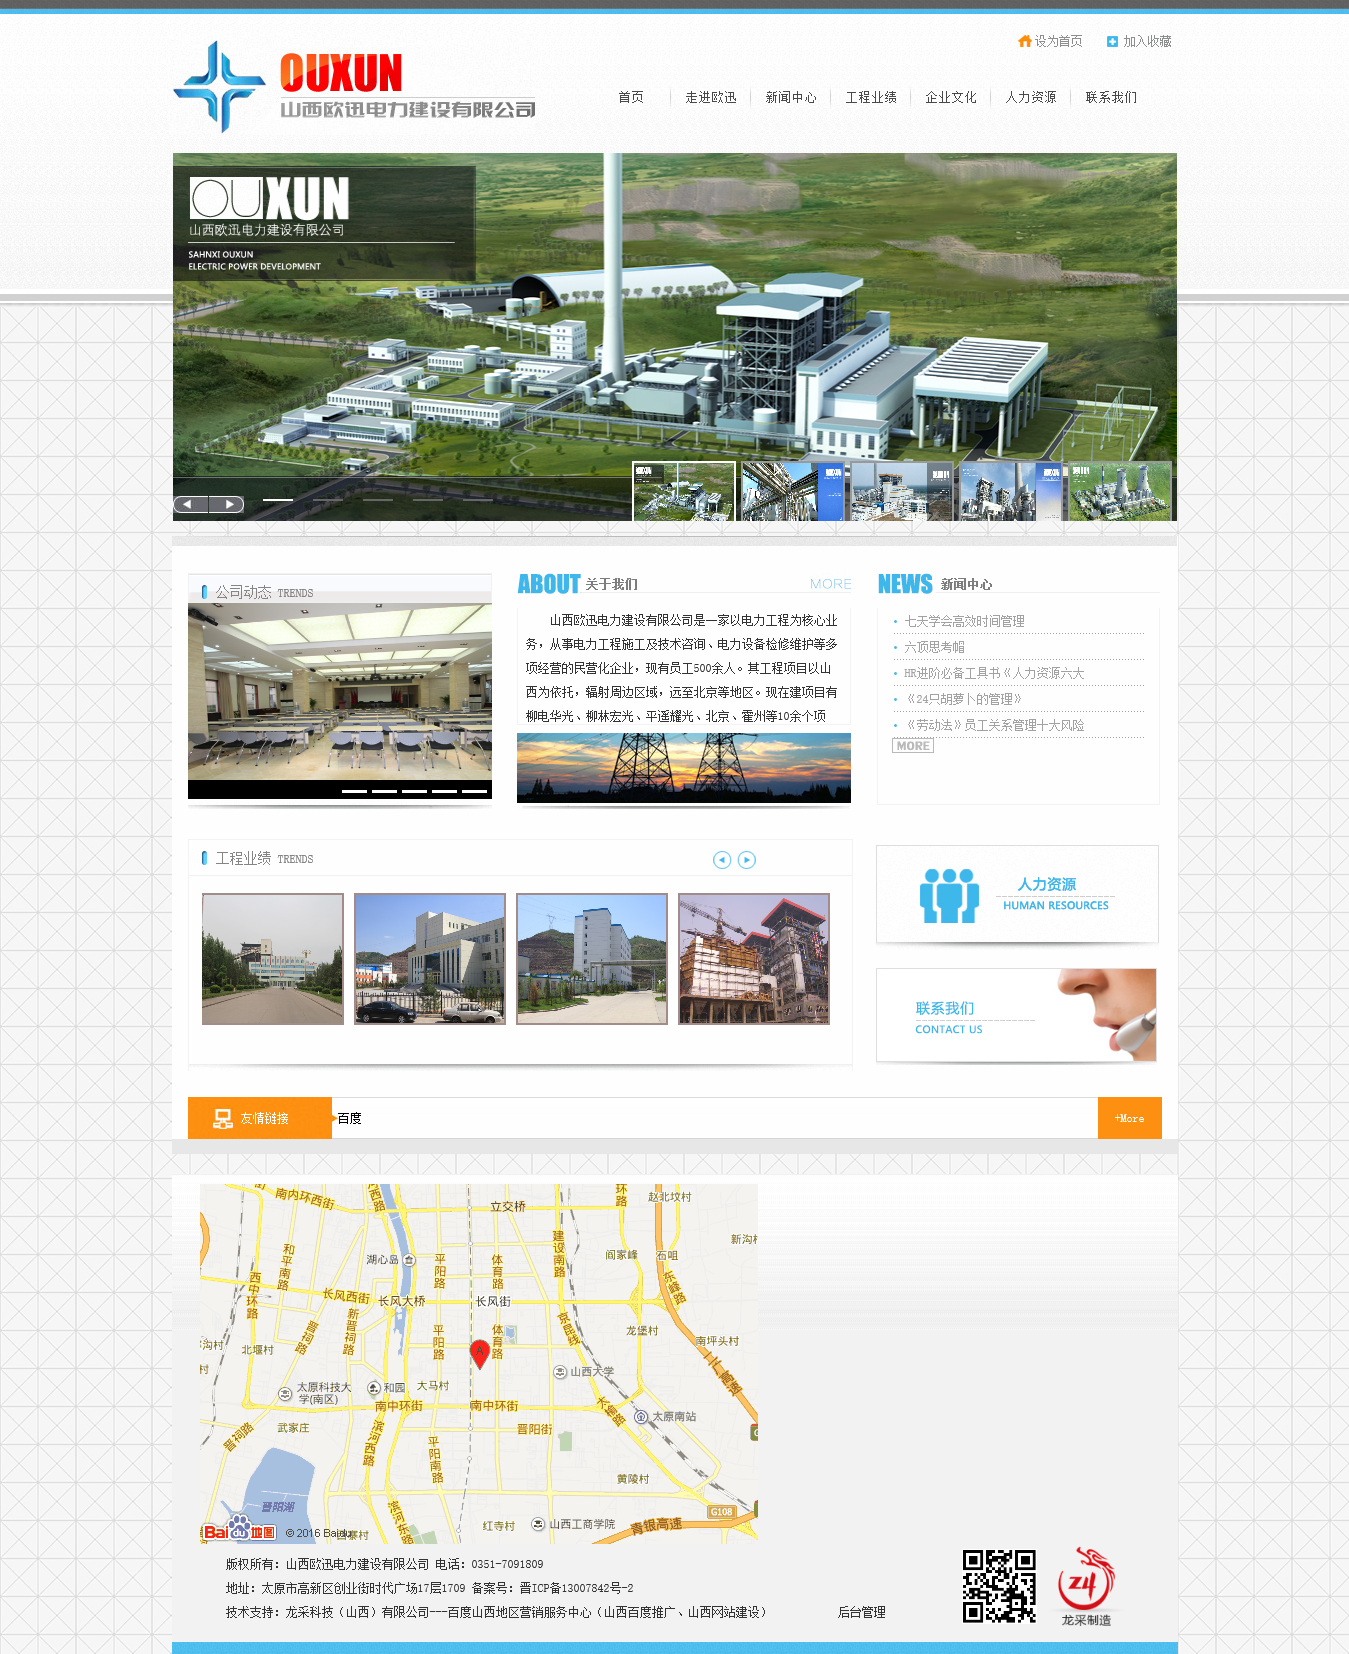 设为首页 加入收藏
OUXUN
山西欧迅电力建设有限公司
首页 走进欧迅 新闻中心 工程业绩 企业文化 人力资源 联系我们
OUXUN
山西欧迅电力建设有限公司
SAHNXI OUXUN
ELECTRIC POWER DEVELOPMENT
公司动态 TRENDS
ABOUT 关于我们 MORE
山西欧迅电力建设有限公司是一家以电力工程为核心业
务，从事电力工程施工及技术咨询、电力设备检修维护等多
项经营的民营化企业，现有员工500余人。其工程项目以山
西为依托，辐射周边区域，远至北京等地区。现在建项目有
柳电华光、柳林宏光、平遥耀光、北京、霍州等10余个项
NEWS 新闻中心
七天学会高效时间管理
六顶思考帽
HR进阶必备工具书《人力资源六大
《24只胡萝卜的管理》
《劳动法》员工关系管理十大风险
MORE
工程业绩 TRENDS
人力资源
HUMAN RESOURCES
联系我们
CONTACT US
友情链接 百度 +More
南内环西街
立交桥
赵北坟村
新沟村
和平南路
湖心岛
平阳路
体育路
建设南路
阎家峰
石咀
东峰路
西中环路
长风西街
长风大桥
长风街
新晋祠路
晋祠路
平阳路
体育路
京昆线
龙堡村
南坪头村
北堰村
A
山西大学
二广高速
太原科技大
学(南区)
和园
大马村
南中环街
南中环街
太榆路
太原南站
晋阳街
武家庄
晋祠路
滨河西路
平阳南路
黄陵村
晋阳湖
滨河东路
G108
Bai du 地图
© 2016 Baidu
红寺村
山西工商学院
青银高速
版权所有：山西欧迅电力建设有限公司 电话：0351-7091809
地址：太原市高新区创业街时代广场17层1709 备案号：晋ICP备13007842号-2
技术支持：龙采科技（山西）有限公司---百度山西地区营销服务中心（山西百度推广、山西网站建设） 后台管理
龙采制造